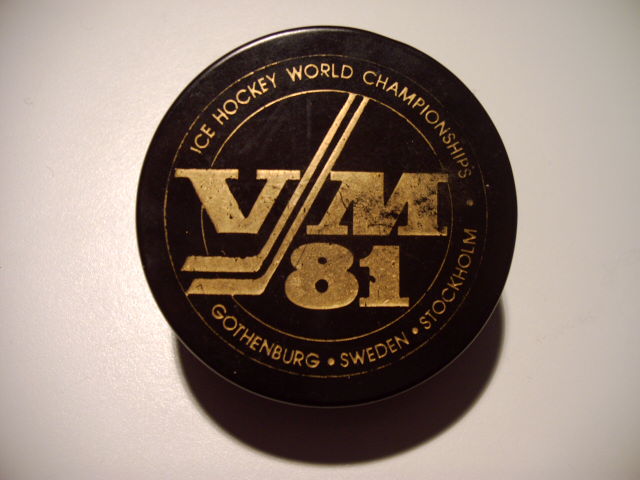 ICE HOCKEY WORLD CHAMPIONSHIPS
VM
81
GOTHENBURG • SWEDEN • STOCKHOLM •